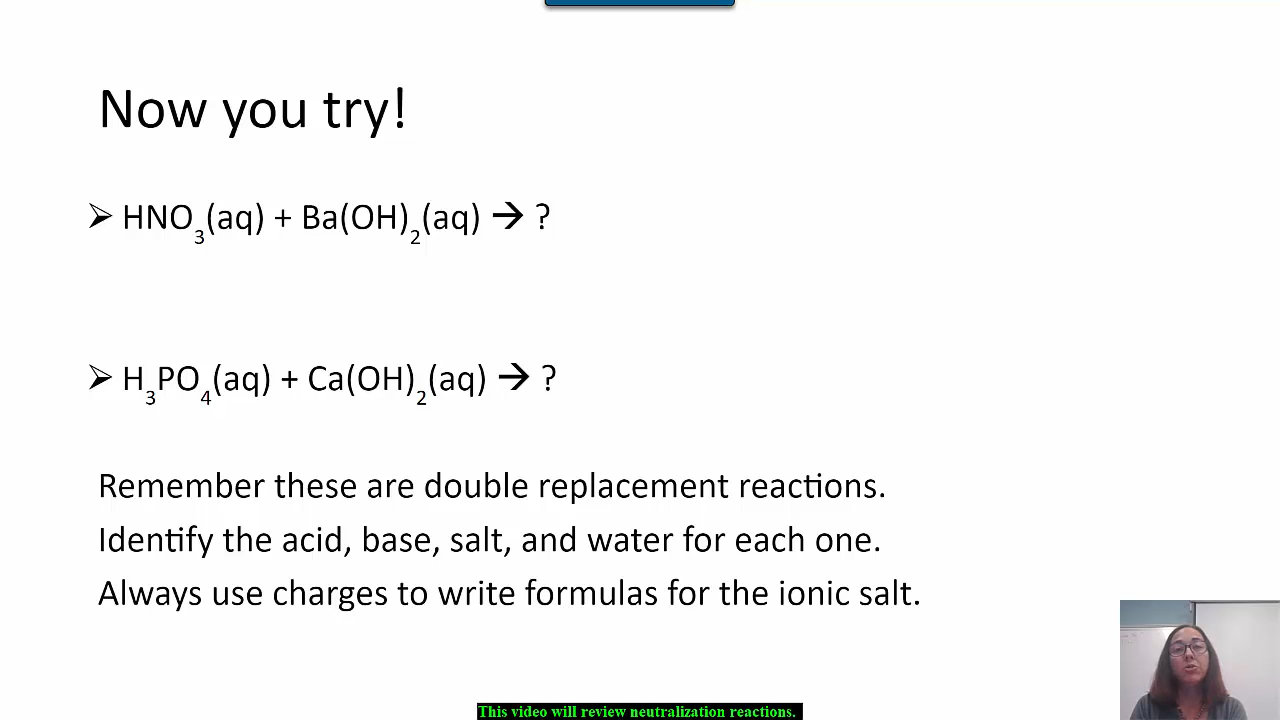 Now you try!
➢ HNO₃(aq) + Ba(OH)₂(aq) → ?
➢ H₃PO₄(aq) + Ca(OH)₂(aq) → ?
Remember these are double replacement reactions.
Identify the acid, base, salt, and water for each one.
Always use charges to write formulas for the ionic salt.
This video will review neutralization reactions.